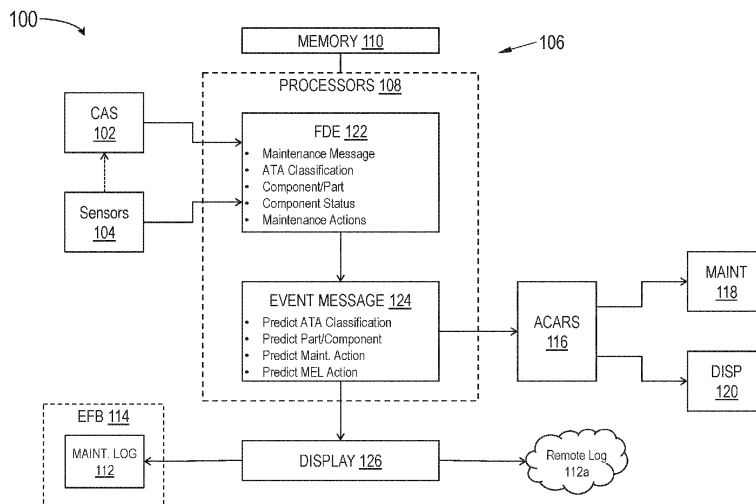 100
MEMORY 110
106
PROCESSORS 108
CAS
102
FDE 122
• Maintenance Message
• ATA Classification
• Component/Part
• Component Status
• Maintenance Actions
Sensors
104
EVENT MESSAGE 124
• Predict ATA Classification
• Predict Part/Component
• Predict Maint. Action
• Predict MEL Action
ACARS
116
MAINT
118
DISP
120
EFB 114
MAINT. LOG
112
DISPLAY 126
Remote Log
112a